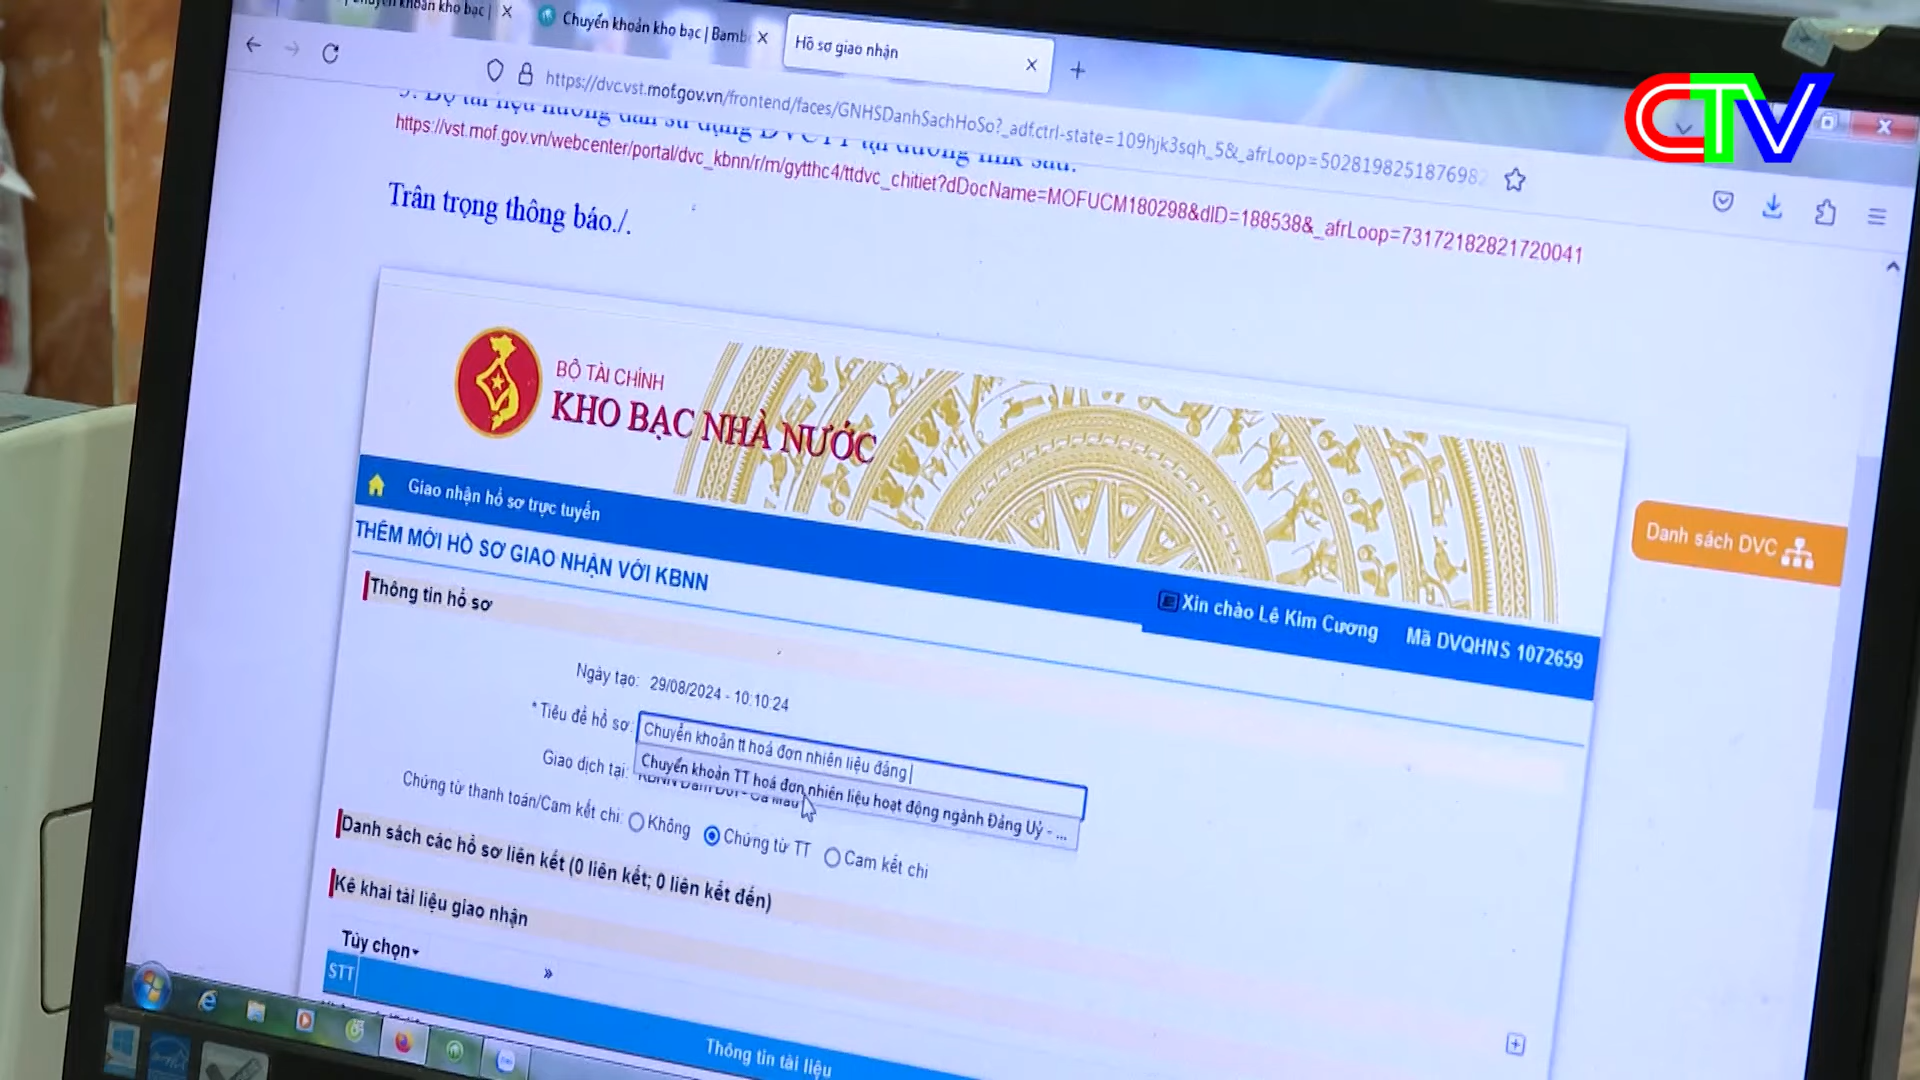 Chuyển khoản kho bạc |
Chuyển khoản kho bạc | Bamb
Hồ sơ giao nhận
CTV
https://dvc.vst.mof.gov.vn/frontend/faces/GNHSDanhSachHoSo?_adf.ctrl-state=109hjk3sqh_5&_afrLoop=5028198251876982
https://vst.mof.gov.vn/webcenter/portal/dvc_kbnn/r/m/gytthc4/ttdvc_chitiet?dDocName=MOFUCM180298&dID=188538&_afrLoop=73172182821720041
Trân trọng thông báo./.
BỘ TÀI CHÍNH
KHO BẠC NHÀ NƯỚC
Danh sách DVC
Giao nhận hồ sơ trực tuyến
Xin chào Lê Kim Cương Mã DVQHNS 1072659
THÊM MỚI HỒ SƠ GIAO NHẬN VỚI KBNN
Thông tin hồ sơ
Ngày tạo: 29/08/2024 - 10:10:24
* Tiêu đề hồ sơ: Chuyển khoản tt hoá đơn nhiên liệu đảng
Chuyển khoản TT hoá đơn nhiên liệu hoạt động ngành Đảng Uỷ - ...
Giao dịch tại:
Chứng từ thanh toán/Cam kết chi: Không Chứng từ TT Cam kết chi
Danh sách các hồ sơ liên kết (0 liên kết; 0 liên kết đến)
Kê khai tài liệu giao nhận
Tùy chọn
»
STT
Thông tin tài liệu